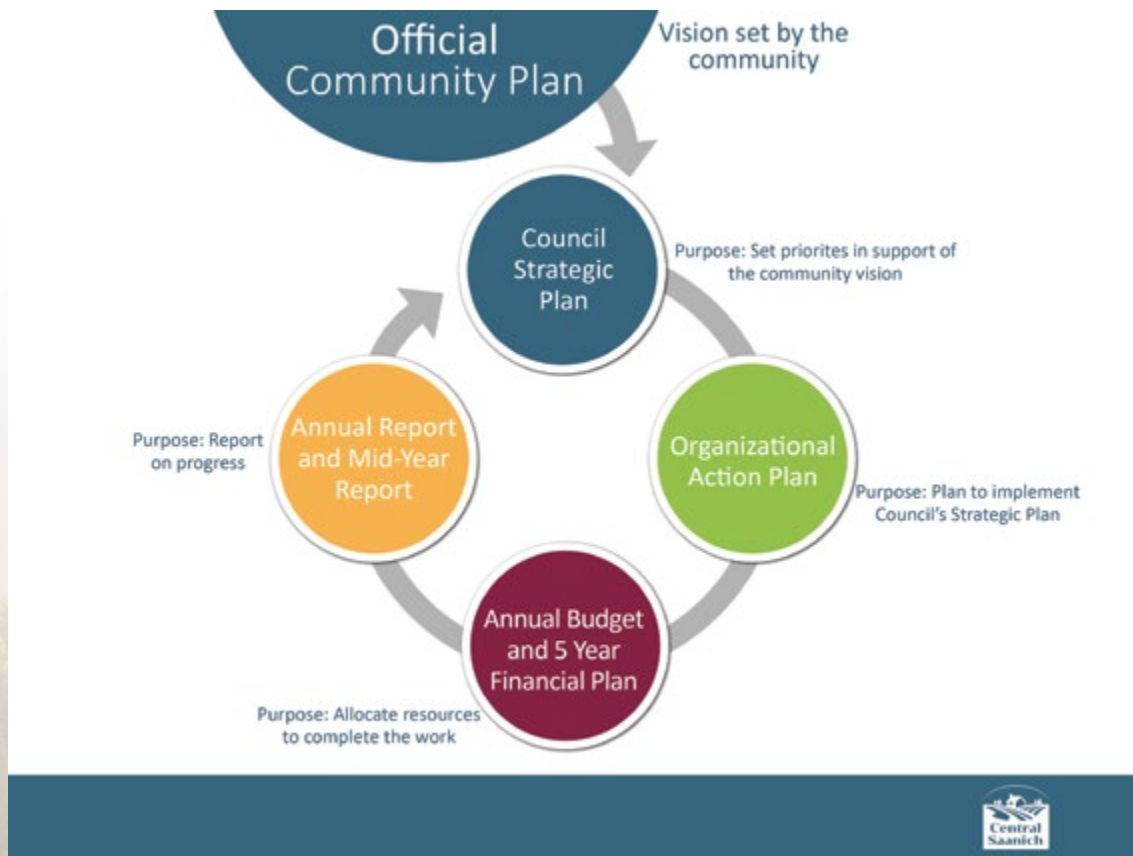 Official
Community Plan
Vision set by the
community
Council
Strategic
Plan
Purpose: Set priorites in support of
the community vision
Organizational
Action Plan
Purpose: Plan to implement
Council's Strategic Plan
Annual Budget
and 5 Year
Financial Plan
Purpose: Allocate resources
to complete the work
Annual Report
and Mid-Year
Report
Purpose: Report
on progress
Central
Saanich